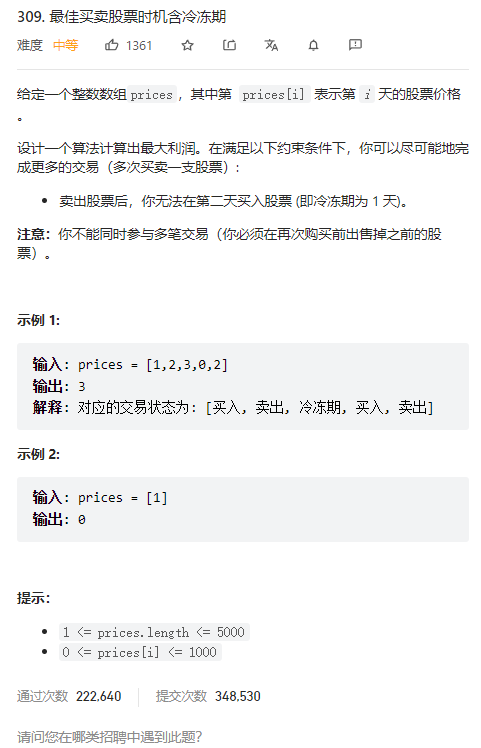 309. 最佳买卖股票时机含冷冻期
难度 中等 1361
给定一个整数数组prices，其中第 prices[i] 表示第 i 天的股票价格
。
设计一个算法计算出最大利润。在满足以下约束条件下，你可以尽可能地完
成更多的交易（多次买卖一支股票）:
• 卖出股票后，你无法在第二天买入股票 (即冷冻期为 1 天)。
注意：你不能同时参与多笔交易（你必须在再次购买前出售掉之前的股
票）。
示例 1:
输入: prices = [1,2,3,0,2]
输出: 3
解释: 对应的交易状态为: [买入, 卖出, 冷冻期, 买入, 卖出]
示例 2:
输入: prices = [1]
输出: 0
提示：
• 1 <= prices.length <= 5000
• 0 <= prices[i] <= 1000
通过次数 222,640 提交次数 348,530
请问您在哪类招聘中遇到此题？